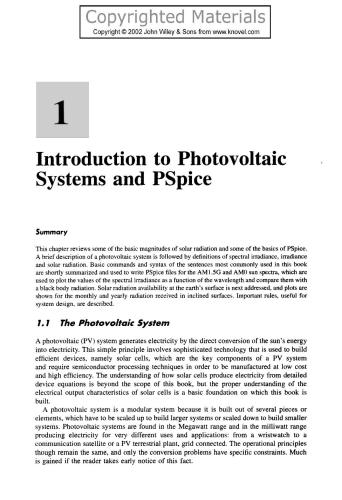 Copyrighted Materials
Copyright © 2002 John Wiley & Sons from www.knovel.com
1
Introduction to Photovoltaic
Systems and PSpice
Summary
This chapter reviews some of the basic magnitudes of solar radiation and some of the basics of PSpice.
A brief description of a photovoltaic system is followed by definitions of spectral irradiance, irradiance
and solar radiation. Basic commands and syntax of the sentences most commonly used in this book
are shortly summarized and used to write PSpice files for the AM1.5G and AM0 sun spectra, which are
used to plot the values of the spectral irradiance as a function of the wavelength and compare them with
a black body radiation. Solar radiation availability at the earth's surface is next addressed, and plots are
shown for the monthly and yearly radiation received in inclined surfaces. Important rules, useful for
system design, are described.
1.1 The Photovoltaic System
A photovoltaic (PV) system generates electricity by the direct conversion of the sun's energy
into electricity. This simple principle involves sophisticated technology that is used to build
efficient devices, namely solar cells, which are the key components of a PV system
and require semiconductor processing techniques in order to be manufactured at low cost
and high efficiency. The understanding of how solar cells produce electricity from detailed
device equations is beyond the scope of this book, but the proper understanding of the
electrical output characteristics of solar cells is a basic foundation on which this book is
built.
A photovoltaic system is a modular system because it is built out of several pieces or
elements, which have to be scaled up to build larger systems or scaled down to build smaller
systems. Photovoltaic systems are found in the Megawatt range and in the milliwatt range
producing electricity for very different uses and applications: from a wristwatch to a
communication satellite or a PV terrestrial plant, grid connected. The operational principles
though remain the same, and only the conversion problems have specific constraints. Much
is gained if the reader takes early notice of this fact.